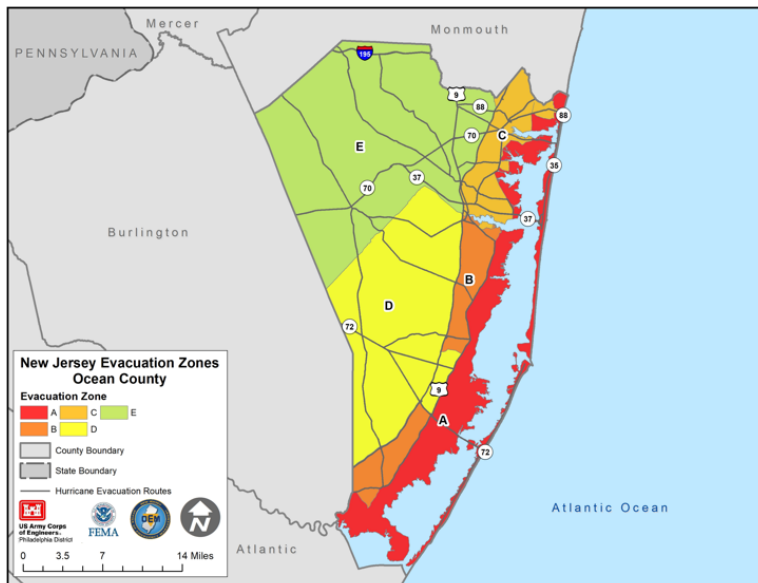 Mercer
Monmouth
PENNSYLVANIA
195
9
88
88
70
C
E
35
37
70
37
Burlington
B
D
72
9
A
72
New Jersey Evacuation Zones
Ocean County
Evacuation Zone
A C E
B D
County Boundary
State Boundary
Hurricane Evacuation Routes
US Army Corps
of Engineers
Philadelphia District
FEMA
OEM
N
Atlantic Ocean
Atlantic
0 3.5 7 14 Miles